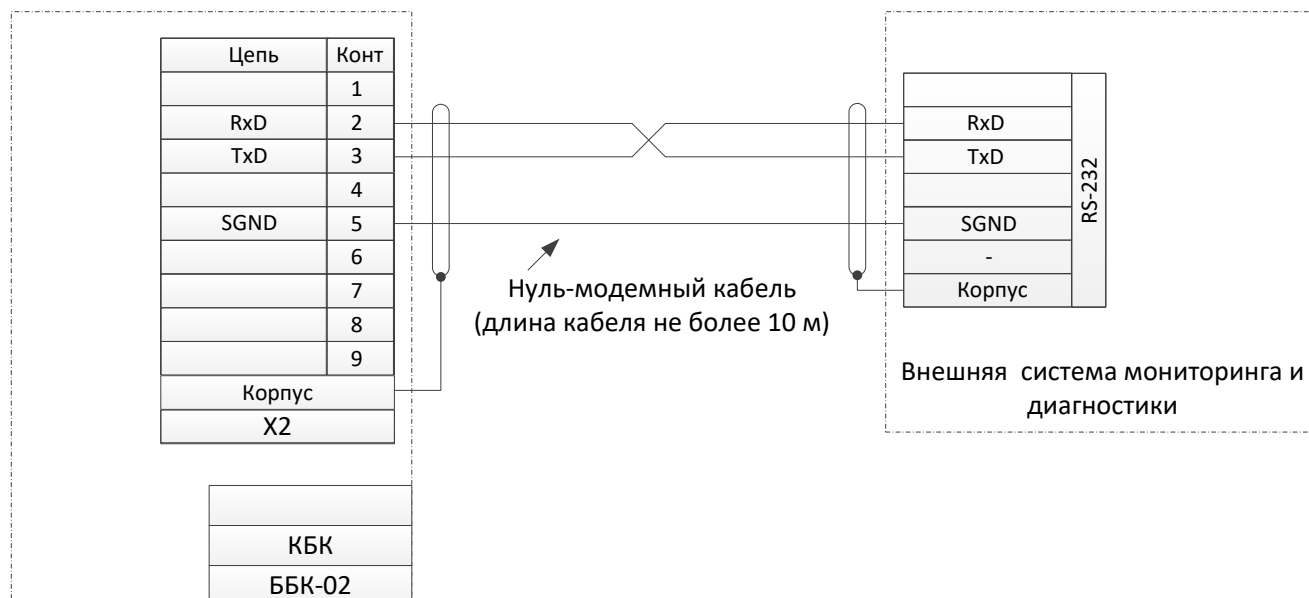 Цепь Конт
1
RxD 2
TxD 3
4
SGND 5
6
7
8
9
Корпус
X2
КБК
ББК-02
Нуль-модемный кабель
(длина кабеля не более 10 м)
RxD
TxD
SGND
-
Корпус
RS-232
Внешняя система мониторинга и
диагностики